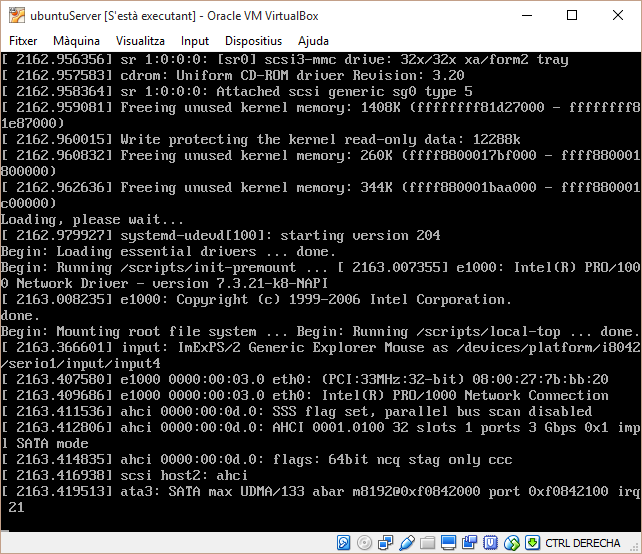 ubuntuServer [S'està executant] - Oracle VM VirtualBox
Fitxer Màquina Visualitza Input Dispositius Ajuda
[ 2162.956356] sr 1:0:0:0: [sr0] scsi3-mmc drive: 32x/32x xa/form2 tray
[ 2162.957583] cdrom: Uniform CD-ROM driver Revision: 3.20
[ 2162.958364] sr 1:0:0:0: Attached scsi generic sg0 type 5
[ 2162.959081] Freeing unused kernel memory: 1408K (ffffffff81d27000 - ffffffff8
1e87000)
[ 2162.960015] Write protecting the kernel read-only data: 12288k
[ 2162.960832] Freeing unused kernel memory: 260K (ffff8800017bf000 - ffff880001
800000)
[ 2162.962636] Freeing unused kernel memory: 344K (ffff880001baa000 - ffff880001
c00000)
Loading, please wait...
[ 2162.979927] systemd-udevd[100]: starting version 204
Begin: Loading essential drivers ... done.
Begin: Running /scripts/init-premount ... [ 2163.007355] e1000: Intel(R) PRO/100
0 Network Driver - version 7.3.21-k8-NAPI
[ 2163.008235] e1000: Copyright (c) 1999-2006 Intel Corporation.
done.
Begin: Mounting root file system ... Begin: Running /scripts/local-top ... done.
[ 2163.366601] input: ImExPS/2 Generic Explorer Mouse as /devices/platform/i8042
/serio1/input/input4
[ 2163.407580] e1000 0000:00:03.0 eth0: (PCI:33MHz:32-bit) 08:00:27:7b:bb:20
[ 2163.409686] e1000 0000:00:03.0 eth0: Intel(R) PRO/1000 Network Connection
[ 2163.411536] ahci 0000:00:0d.0: SSS flag set, parallel bus scan disabled
[ 2163.412806] ahci 0000:00:0d.0: AHCI 0001.0100 32 slots 1 ports 3 Gbps 0x1 imp
l SATA mode
[ 2163.414835] ahci 0000:00:0d.0: flags: 64bit ncq stag only ccc
[ 2163.416938] scsi host2: ahci
[ 2163.419513] ata3: SATA max UDMA/133 abar m8192@0xf0842000 port 0xf0842100 irq
21
CTRL DERECHA